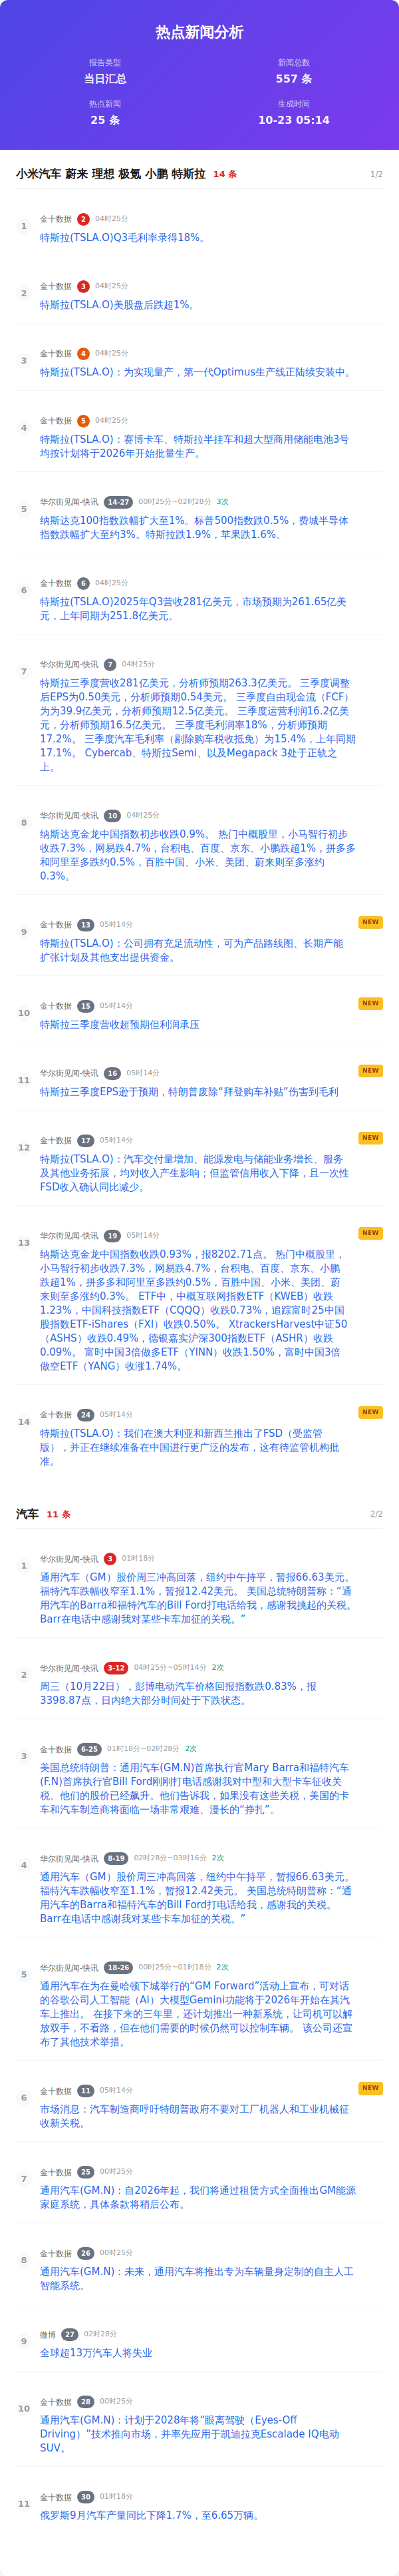 热点新闻分析
报告类型
当日汇总
新闻总数
557 条
热点新闻
25 条
生成时间
10-23 05:14
小米汽车 蔚来 理想 极氪 小鹏 特斯拉 14 条 1/2
1
金十数据 2 04时25分
特斯拉(TSLA.O)Q3毛利率录得18%。
2
金十数据 3 04时25分
特斯拉(TSLA.O)美股盘后跌超1%。
3
金十数据 4 04时25分
特斯拉(TSLA.O)：为实现量产，第一代Optimus生产线正陆续安装中。
4
金十数据 5 04时25分
特斯拉(TSLA.O)：赛博卡车、特斯拉半挂车和超大型商用储能电池3号
均按计划将于2026年开始批量生产。
5
华尔街见闻-快讯 14-27 00时25分~02时28分 3次
纳斯达克100指数跌幅扩大至1%。标普500指数跌0.5%，费城半导体
指数跌幅扩大至约3%。特斯拉跌1.9%，苹果跌1.6%。
6
金十数据 6 04时25分
特斯拉(TSLA.O)2025年Q3营收281亿美元，市场预期为261.65亿美
元，上年同期为251.8亿美元。
7
华尔街见闻-快讯 7 04时25分
特斯拉三季度营收281亿美元，分析师预期263.3亿美元。 三季度调整
后EPS为0.50美元，分析师预期0.54美元。 三季度自由现金流（FCF）
为为39.9亿美元，分析师预期12.5亿美元。 三季度运营利润16.2亿美
元，分析师预期16.5亿美元。 三季度毛利润率18%，分析师预期
17.2%。 三季度汽车毛利率（剔除购车税收抵免）为15.4%，上年同期
17.1%。 Cybercab、特斯拉Semi、以及Megapack 3处于正轨之
上。
8
华尔街见闻-快讯 10 04时25分
纳斯达克金龙中国指数初步收跌0.9%。 热门中概股里，小马智行初步
收跌7.3%，网易跌4.7%，台积电、百度、京东、小鹏跌超1%，拼多多
和阿里至多跌约0.5%，百胜中国、小米、美团、蔚来则至多涨约
0.3%。
9
金十数据 13 05时14分 NEW
特斯拉(TSLA.O)：公司拥有充足流动性，可为产品路线图、长期产能
扩张计划及其他支出提供资金。
10
金十数据 15 05时14分 NEW
特斯拉三季度营收超预期但利润承压
11
华尔街见闻-快讯 16 05时14分 NEW
特斯拉三季度EPS逊于预期，特朗普废除“拜登购车补贴”伤害到毛利
12
金十数据 17 05时14分 NEW
特斯拉(TSLA.O)：汽车交付量增加、能源发电与储能业务增长、服务
及其他业务拓展，均对收入产生影响；但监管信用收入下降，且一次性
FSD收入确认同比减少。
13
华尔街见闻-快讯 19 05时14分 NEW
纳斯达克金龙中国指数收跌0.93%，报8202.71点。 热门中概股里，
小马智行初步收跌7.3%，网易跌4.7%，台积电、百度、京东、小鹏
跌超1%，拼多多和阿里至多跌约0.5%，百胜中国、小米、美团、蔚
来则至多涨约0.3%。 ETF中，中概互联网指数ETF（KWEB）收跌
1.23%，中国科技指数ETF（CQQQ）收跌0.73%，追踪富时25中国
股指数ETF-iShares（FXI）收跌0.50%。 XtrackersHarvest中证50
（ASHS）收跌0.49%，德银嘉实沪深300指数ETF（ASHR）收跌
0.09%。 富时中国3倍做多ETF（YINN）收跌1.50%，富时中国3倍
做空ETF（YANG）收涨1.74%。
14
金十数据 24 05时14分 NEW
特斯拉(TSLA.O)：我们在澳大利亚和新西兰推出了FSD（受监管
版），并正在继续准备在中国进行更广泛的发布，这有待监管机构批
准。
汽车 11 条 2/2
1
华尔街见闻-快讯 3 01时18分
通用汽车（GM）股价周三冲高回落，纽约中午持平，暂报66.63美元。
福特汽车跌幅收窄至1.1%，暂报12.42美元。 美国总统特朗普称：“通
用汽车的Barra和福特汽车的Bill Ford打电话给我，感谢我挑起的关税。
Barr在电话中感谢我对某些卡车加征的关税。”
2
华尔街见闻-快讯 3-12 04时25分~05时14分 2次
周三（10月22日），彭博电动汽车价格回报指数跌0.83%，报
3398.87点，日内绝大部分时间处于下跌状态。
3
金十数据 6-25 01时18分~02时28分 2次
美国总统特朗普：通用汽车(GM.N)首席执行官Mary Barra和福特汽车
(F.N)首席执行官Bill Ford刚刚打电话感谢我对中型和大型卡车征收关
税。他们的股价已经飙升。他们告诉我，如果没有这些关税，美国的卡
车和汽车制造商将面临一场非常艰难、漫长的“挣扎”。
4
华尔街见闻-快讯 8-19 02时28分~03时16分 2次
通用汽车（GM）股价周三冲高回落，纽约中午持平，暂报66.63美元。
福特汽车跌幅收窄至1.1%，暂报12.42美元。 美国总统特朗普称：“通
用汽车的Barra和福特汽车的Bill Ford打电话给我，感谢我的关税。
Barr在电话中感谢我对某些卡车加征的关税。”
5
华尔街见闻-快讯 18-26 00时25分~01时18分 2次
通用汽车在为在曼哈顿下城举行的“GM Forward”活动上宣布，可对话
的谷歌公司人工智能（AI）大模型Gemini功能将于2026年开始在其汽
车上推出。 在接下来的三年里，还计划推出一种新系统，让司机可以解
放双手，不看路，但在他们需要的时候仍然可以控制车辆。 该公司还宣
布了其他技术举措。
6
金十数据 11 05时14分 NEW
市场消息：汽车制造商呼吁特朗普政府不要对工厂机器人和工业机械征
收新关税。
7
金十数据 25 00时25分
通用汽车(GM.N)：自2026年起，我们将通过租赁方式全面推出GM能源
家庭系统，具体条款将稍后公布。
8
金十数据 26 00时25分
通用汽车(GM.N)：未来，通用汽车将推出专为车辆量身定制的自主人工
智能系统。
9
微博 27 02时28分
全球超13万汽车人将失业
10
金十数据 28 00时25分
通用汽车(GM.N)：计划于2028年将“眼离驾驶（Eyes-Off
Driving）”技术推向市场，并率先应用于凯迪拉克Escalade IQ电动
SUV。
11
金十数据 30 01时18分
俄罗斯9月汽车产量同比下降1.7%，至6.65万辆。